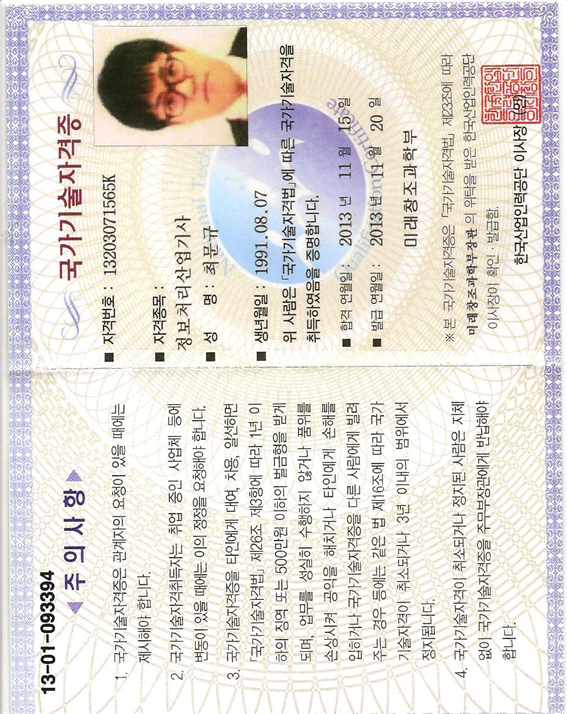 13-01-093394
◀주의사항▶
1. 국가기술자격증은 관계자의 요청이 있을 때에는
제시해야 합니다.
2. 국가기술자격취득자는 취업 중인 사업체 등에
변동이 있을 때에는 이의 정정을 요청해야 합니다.
3. 국가기술자격증을 타인에게 대여, 차용, 알선하면
「국가기술자격법」 제26조 제3항에 따라 1년 이
하의 징역 또는 500만원 이하의 벌금형을 받게
되며, 업무를 성실히 수행하지 않거나 품위를
손상시켜 공익을 해치거나 타인에게 손해를
입히거나 국가기술자격증을 다른 사람에게 빌려
주는 경우 등에는 같은 법 제16조에 따라 국가
기술자격이 취소되거나 3년 이내의 범위에서
정지됩니다.
4. 국가기술자격이 취소되거나 정지된 사람은 지체
없이 국가기술자격증을 주무부장관에게 반납해야
합니다.
국가기술자격증
■ 자격번호 : 13203071565K
■ 자격종목 :
정보처리산업기사
■ 성 명 : 최문규
■ 생년월일 : 1991.08.07
위 사람은 「국가기술자격법」에 따른 국가기술자격을
취득하였음을 증명합니다.
■ 합격 연월일 : 2013 년 11 월 15 일
■ 발급 연월일 : 2013 년 11 월 20 일
미래창조과학부
※ 본 국가기술자격증은 「국가기술자격법」 제23조에 따라
미래창조과학부장관 의 위탁을 받은 한국산업인력공단
이사장이 확인·발급함.
한국산업인력공단 이사장